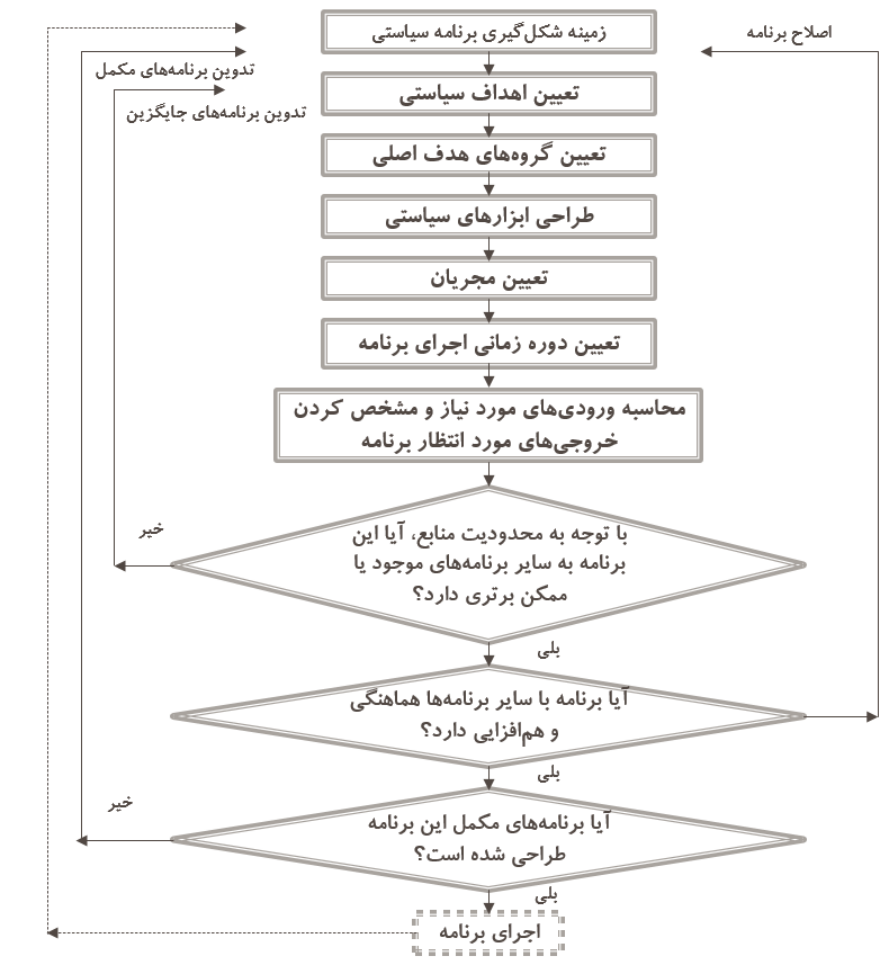 زمینه شکل‌گیری برنامه سیاستی
اصلاح برنامه
تدوین برنامه‌های مکمل
تعیین اهداف سیاستی
تدوین برنامه‌های جایگزین
تعیین گروه‌های هدف اصلی
طراحی ابزارهای سیاستی
تعیین مجریان
تعیین دوره زمانی اجرای برنامه
محاسبه ورودی‌های مورد نیاز و مشخص کردن
خروجی‌های مورد انتظار برنامه
با توجه به محدودیت منابع، آیا این
برنامه به سایر برنامه‌های موجود یا
ممکن برتری دارد؟
خیر
بلی
آیا برنامه با سایر برنامه‌ها هماهنگی
و هم‌افزایی دارد؟
بلی
آیا برنامه‌های مکمل این برنامه
طراحی شده است؟
خیر
بلی
اجرای برنامه